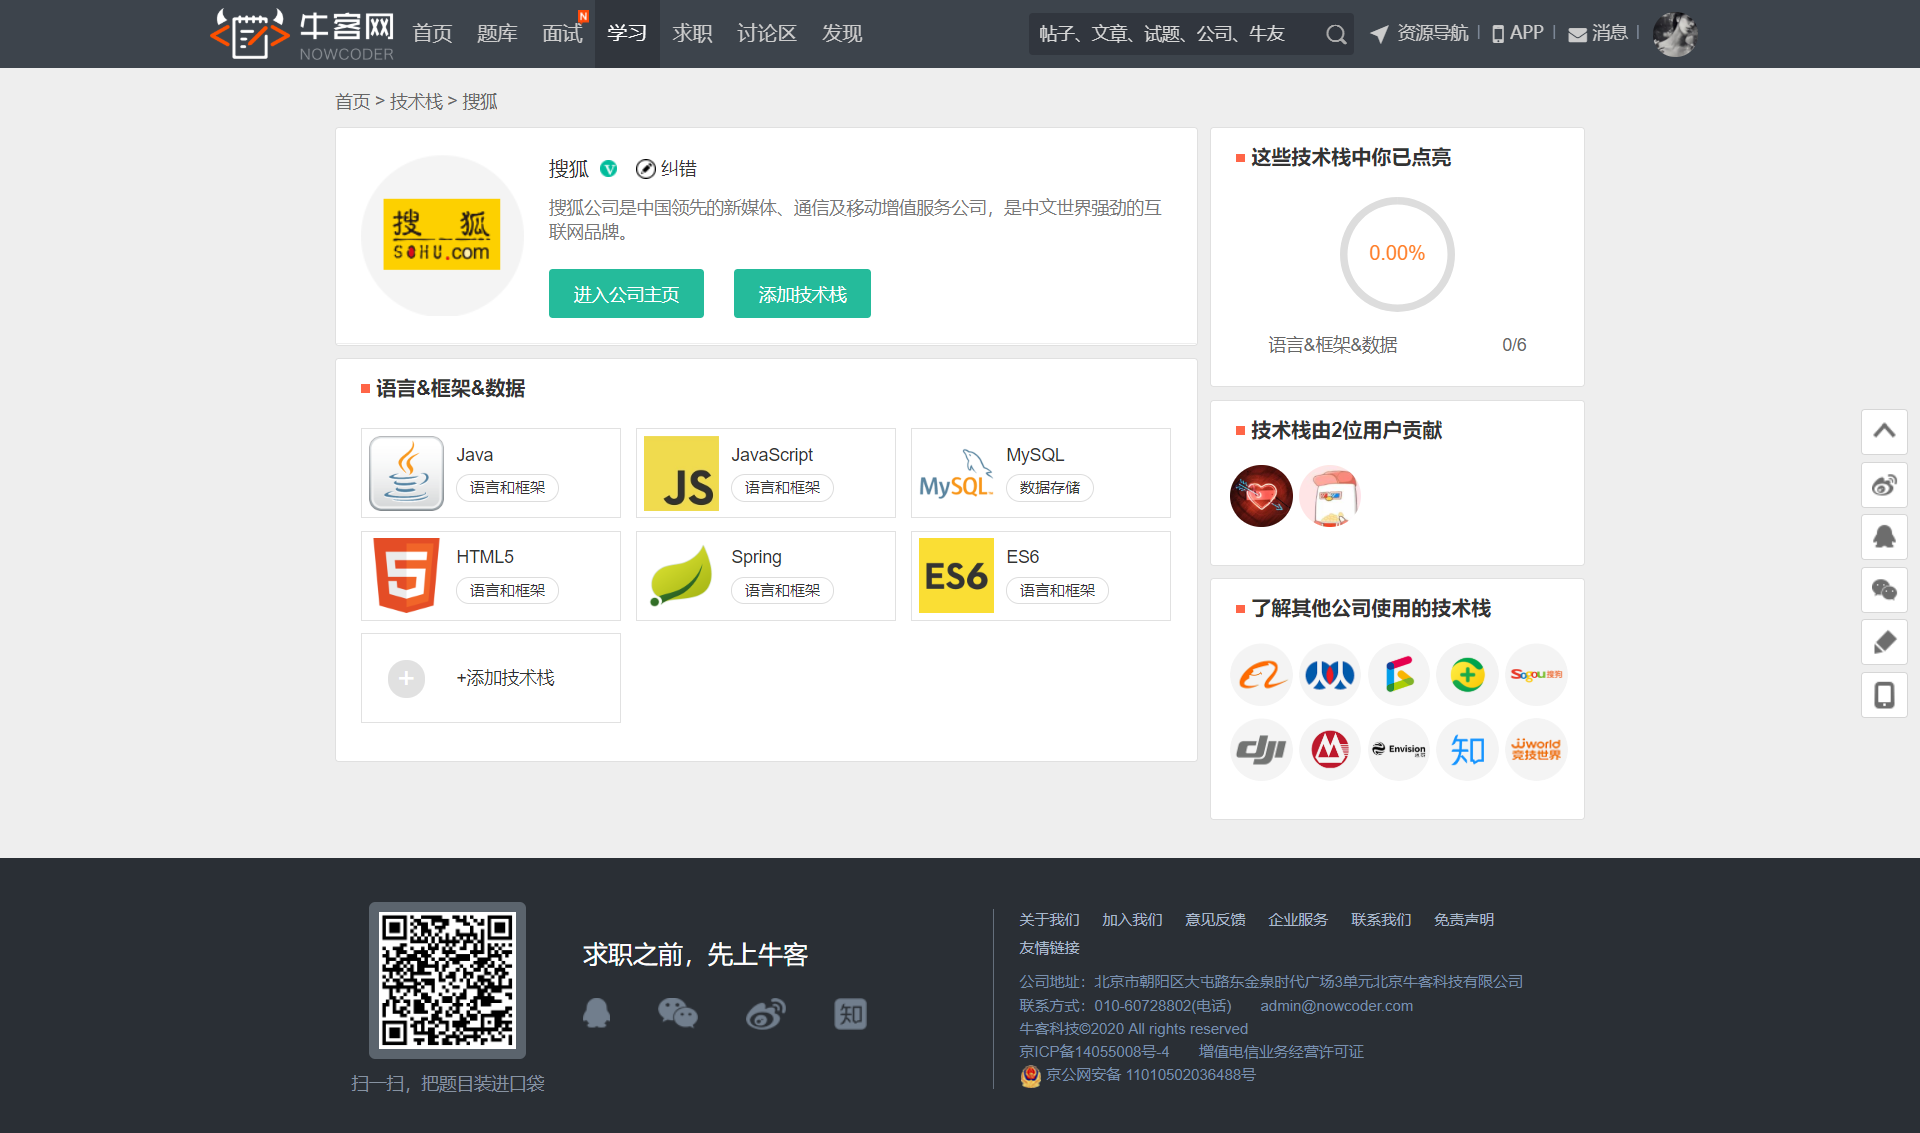 牛客网
NOWCODER
首页
题库
面试
N
学习
求职
讨论区
发现
帖子、文章、试题、公司、牛友
资源导航
APP
消息
首页 > 技术栈 > 搜狐
搜狐
SOHU.com
搜狐
V
纠错
搜狐公司是中国领先的新媒体、通信及移动增值服务公司，是中文世界强劲的互
联网品牌。
进入公司主页
添加技术栈
语言&框架&数据
Java
语言和框架
JS
JavaScript
语言和框架
MySQL
MySQL
数据存储
5
HTML5
语言和框架
Spring
语言和框架
ES6
ES6
语言和框架
+添加技术栈
这些技术栈中你已点亮
0.00%
语言&框架&数据
0/6
技术栈由2位用户贡献
了解其他公司使用的技术栈
Sogou搜狗
dji
Envision
知
JJworld
竞技世界
求职之前，先上牛客
知
扫一扫，把题目装进口袋
关于我们
加入我们
意见反馈
企业服务
联系我们
免责声明
友情链接
公司地址：北京市朝阳区大屯路东金泉时代广场3单元北京牛客科技有限公司
联系方式：010-60728802(电话)
admin@nowcoder.com
牛客科技©2020 All rights reserved
京ICP备14055008号-4
增值电信业务经营许可证
京公网安备 11010502036488号